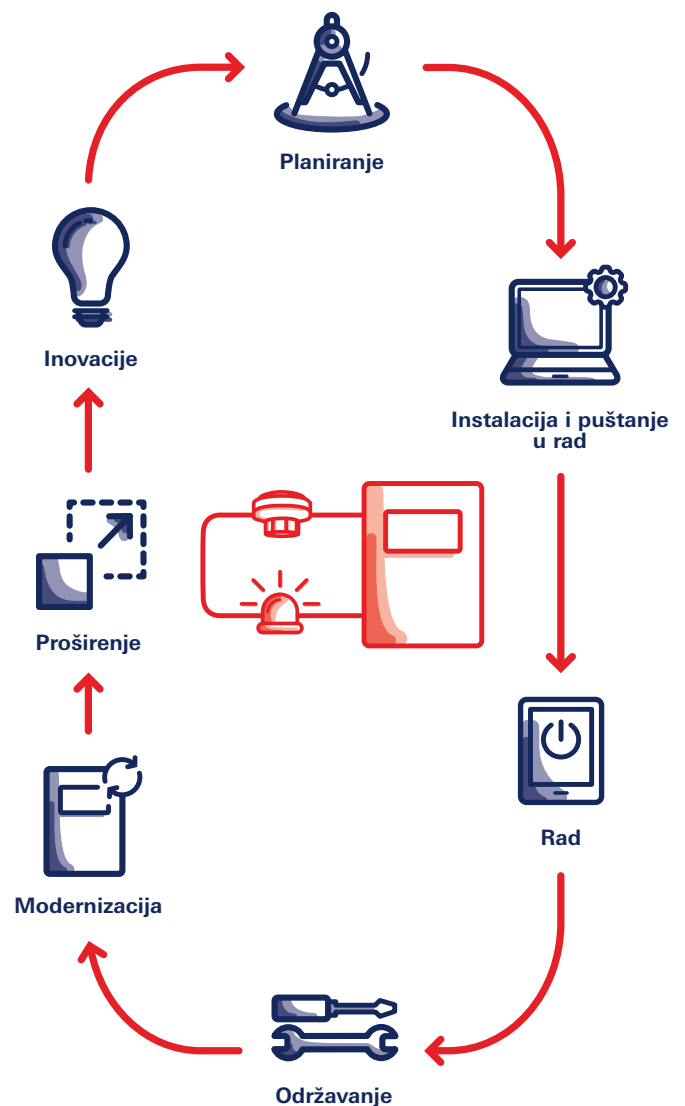 Planiranje
Inovacije
Instalacija i puštanje
u rad
Proširenje
Rad
Modernizacija
Održavanje